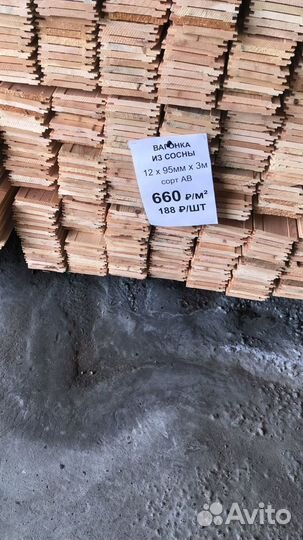 ВАГОНКА
ИЗ СОСНЫ
12 х 95мм х 3м
сорт АВ
660 ₽/м²
188 ₽/ШТ
Avito